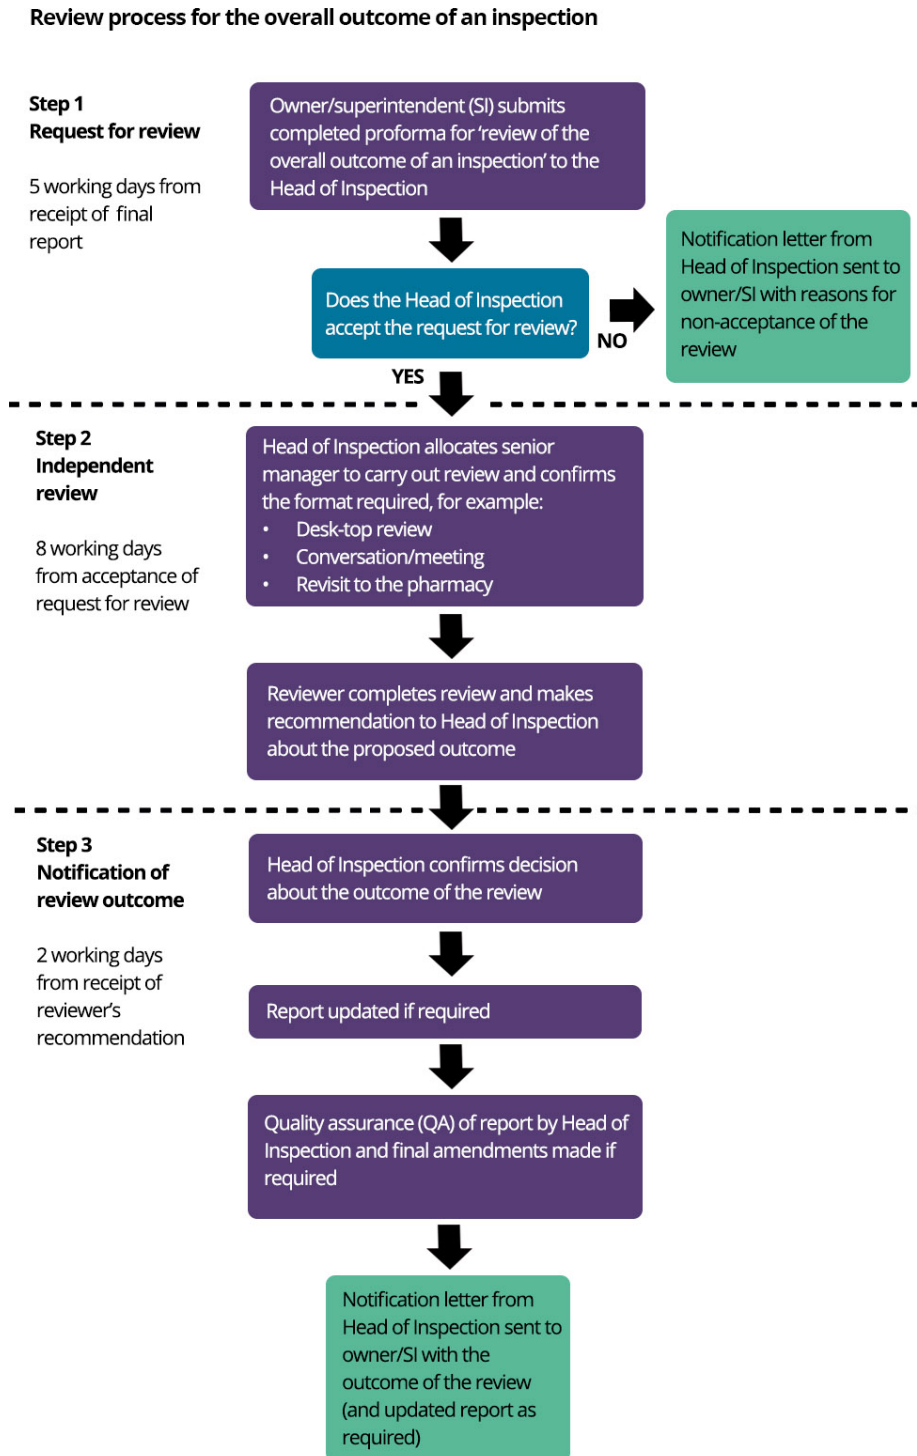 Review process for the overall outcome of an inspection
Step 1
Request for review
5 working days from
receipt of final
report
Owner/superintendent (SI) submits
completed proforma for ‘review of the
overall outcome of an inspection’ to the
Head of Inspection
Does the Head of Inspection
accept the request for review?
NO
Notification letter from
Head of Inspection sent to
owner/SI with reasons for
non-acceptance of the
review
YES
Step 2
Independent
review
8 working days
from acceptance of
request for review
Head of Inspection allocates senior
manager to carry out review and confirms
the format required, for example:
• Desk-top review
• Conversation/meeting
• Revisit to the pharmacy
Reviewer completes review and makes
recommendation to Head of Inspection
about the proposed outcome
Step 3
Notification of
review outcome
2 working days
from receipt of
reviewer’s
recommendation
Head of Inspection confirms decision
about the outcome of the review
Report updated if required
Quality assurance (QA) of report by Head of
Inspection and final amendments made if
required
Notification letter from
Head of Inspection sent to
owner/SI with the
outcome of the review
(and updated report as
required)